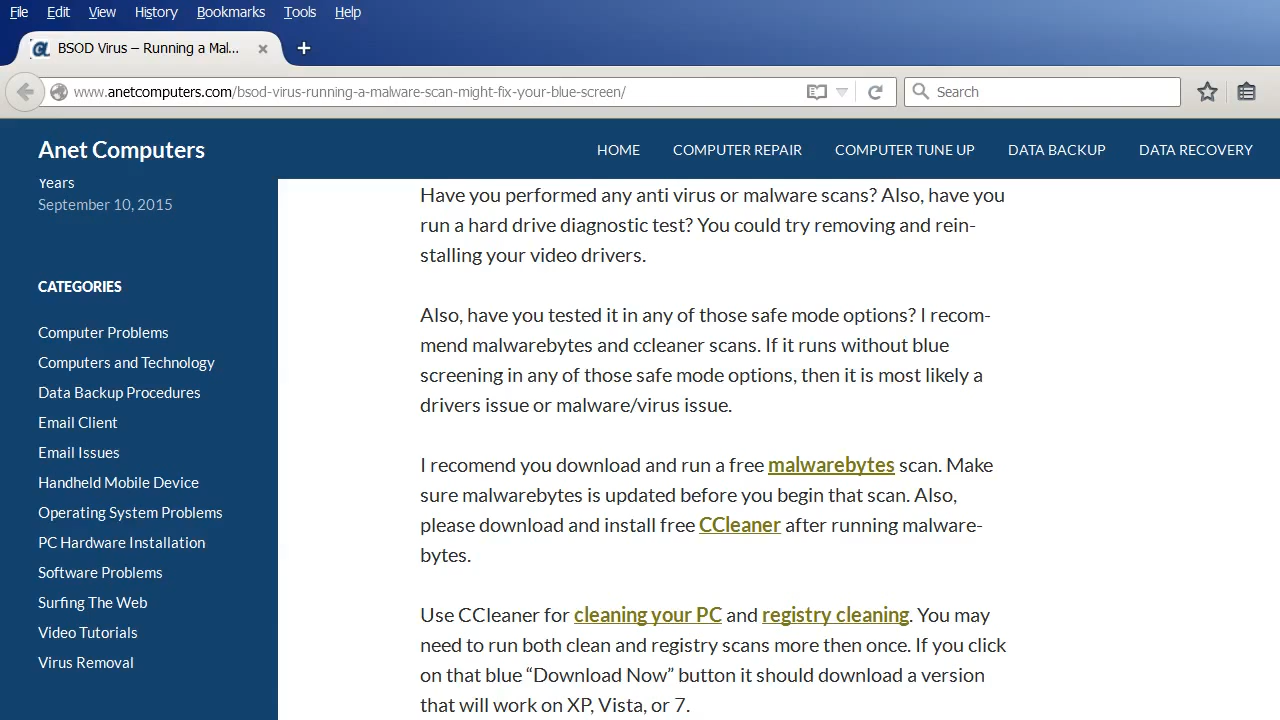 File Edit View History Bookmarks Tools Help
BSOD Virus – Running a Mal...
www.anetcomputers.com/bsod-virus-running-a-malware-scan-might-fix-your-blue-screen/
Search
Anet Computers
HOME COMPUTER REPAIR COMPUTER TUNE UP DATA BACKUP DATA RECOVERY
Years
September 10, 2015
CATEGORIES
Computer Problems
Computers and Technology
Data Backup Procedures
Email Client
Email Issues
Handheld Mobile Device
Operating System Problems
PC Hardware Installation
Software Problems
Surfing The Web
Video Tutorials
Virus Removal
Have you performed any anti virus or malware scans? Also, have you
run a hard drive diagnostic test? You could try removing and rein-
stalling your video drivers.
Also, have you tested it in any of those safe mode options? I recom-
mend malwarebytes and ccleaner scans. If it runs without blue
screening in any of those safe mode options, then it is most likely a
drivers issue or malware/virus issue.
I recomend you download and run a free malwarebytes scan. Make
sure malwarebytes is updated before you begin that scan. Also,
please download and install free CCleaner after running malware-
bytes.
Use CCleaner for cleaning your PC and registry cleaning. You may
need to run both clean and registry scans more then once. If you click
on that blue “Download Now” button it should download a version
that will work on XP, Vista, or 7.